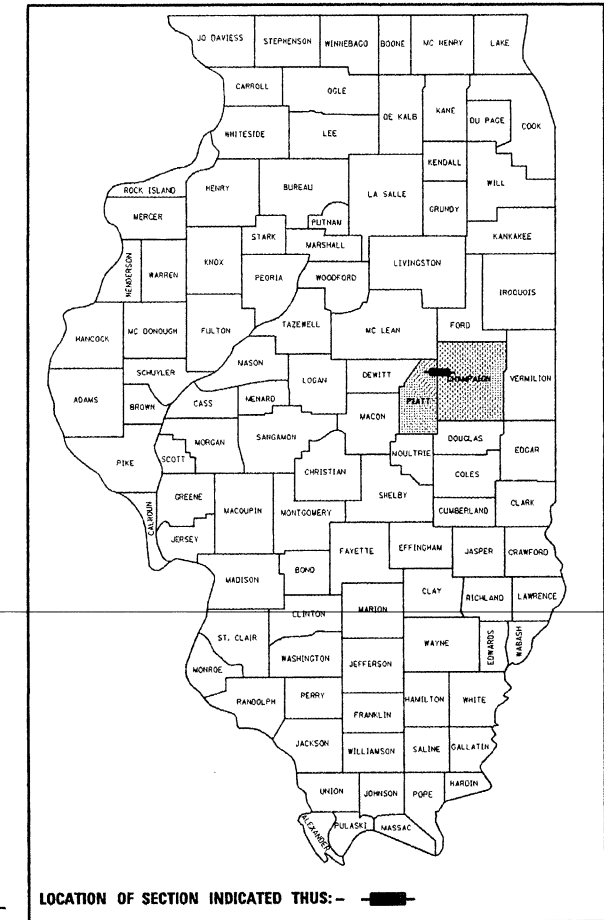 JO DAVIESS STEPHENSON WINNEBAGO BOONE MC HENRY LAKE
CARROLL OGLE DE KALB KANE DU PAGE COOK
WHITESIDE LEE
KENDALL WILL
ROCK ISLAND HENRY BUREAU LA SALLE GRUNDY
MERCER PUTNAM
STARK MARSHALL KANKAKEE
HENDERSON WARREN KNOX PEORIA WOODFORD LIVINGSTON IROQUOIS
HANCOCK MC DONOUGH FULTON TAZEWELL MC LEAN FORD
MASON
SCHUYLER LOGAN DEWITT CHAMPAIGN VERMILION
ADAMS BROWN CASS MENARD MACON PIATT
MORGAN SANGAMON DOUGLAS EDGAR
PIKE SCOTT CHRISTIAN MOULTRIE COLES
GREENE MACOUPIN MONTGOMERY SHELBY CUMBERLAND CLARK
CALHOUN JERSEY
FAYETTE EFFINGHAM JASPER CRAWFORD
MADISON BOND
CLAY RICHLAND LAWRENCE
CLINTON MARION
ST. CLAIR WAYNE EDWARDS WABASH
WASHINGTON JEFFERSON
MONROE
RANDOLPH PERRY HAMILTON WHITE
FRANKLIN
JACKSON WILLIAMSON SALINE GALLATIN
UNION JOHNSON POPE HARDIN
ALEXANDER PULASKI MASSAC
LOCATION OF SECTION INDICATED THUS: -